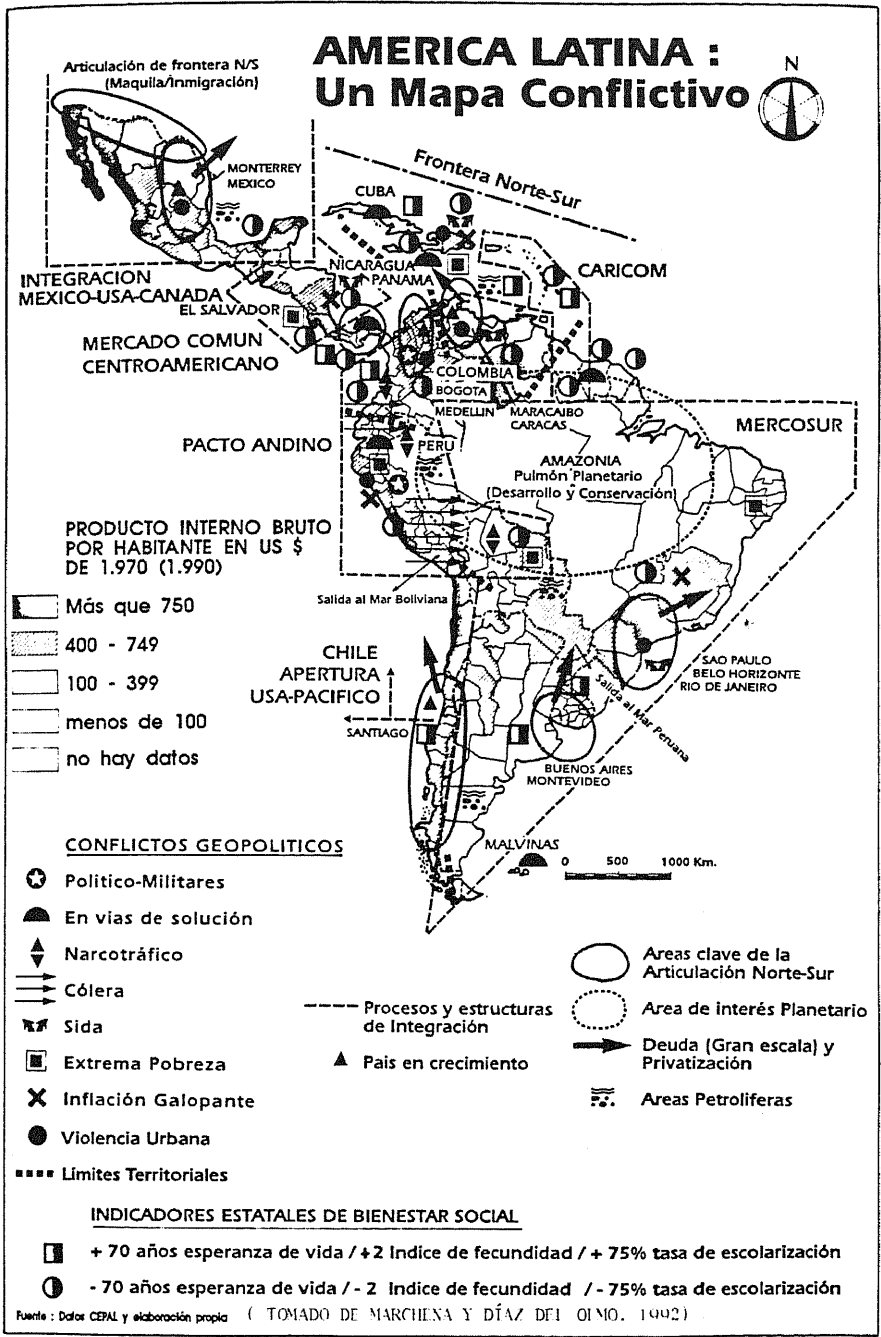 AMERICA LATINA :
Un Mapa Conflictivo
N
Articulación de frontera N/S
(Maquila/Inmigración)
MONTERREY
MEXICO
Frontera Norte-Sur
CUBA
NICARAGUA
PANAMA
CARICOM
INTEGRACION
MEXICO-USA-CANADA
EL SALVADOR
MERCADO COMUN
CENTROAMERICANO
COLOMBIA
BOGOTA
MEDELLIN
MARACAIBO
CARACAS
MERCOSUR
PACTO ANDINO
PERU
AMAZONIA
Pulmón Planetario
(Desarrollo y Conservación)
PRODUCTO INTERNO BRUTO
POR HABITANTE EN US $
DE 1.970 (1.990)
Más que 750
400 - 749
100 - 399
menos de 100
no hay datos
Salida al Mar Boliviana
CHILE
APERTURA
USA-PACIFICO
SANTIAGO
SAO PAULO
BELO HORIZONTE
RIO DE JANEIRO
Salida al Mar Peruana
BUENOS AIRES
MONTEVIDEO
MALVINAS
0 500 1000 Km.
CONFLICTOS GEOPOLITICOS
Politico-Militares
En vias de solución
Narcotráfico
Cólera
Sida
Extrema Pobreza
Inflación Galopante
Violencia Urbana
Limites Territoriales
Procesos y estructuras
de Integración
Pais en crecimiento
Areas clave de la
Articulación Norte-Sur
Area de interés Planetario
Deuda (Gran escala) y
Privatización
Areas Petroliferas
INDICADORES ESTATALES DE BIENESTAR SOCIAL
+ 70 años esperanza de vida / +2 Indice de fecundidad / + 75% tasa de escolarización
- 70 años esperanza de vida / - 2 Indice de fecundidad / - 75% tasa de escolarización
Fuente : Datos CEPAL y elaboración propia ( TOMADO DE MARCHENA Y DÍAZ DEL OLMO. 1992)